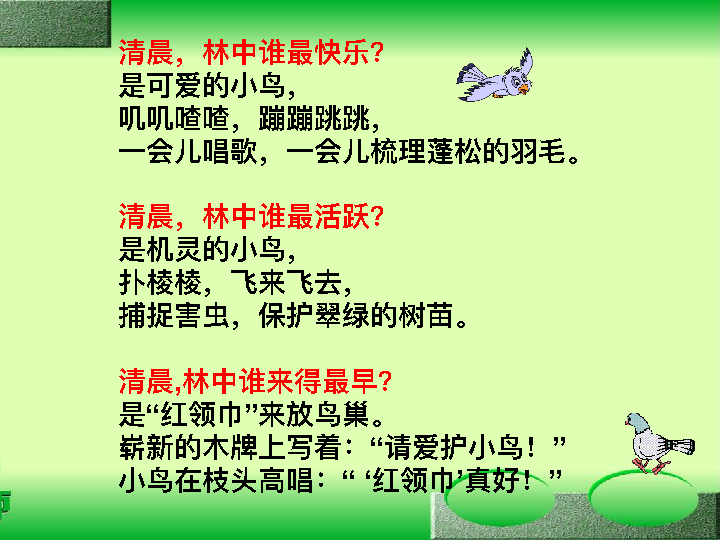 清晨，林中谁最快乐？
是可爱的小鸟，
叽叽喳喳，蹦蹦跳跳，
一会儿唱歌，一会儿梳理蓬松的羽毛。
清晨，林中谁最活跃？
是机灵的小鸟，
扑棱棱，飞来飞去，
捕捉害虫，保护翠绿的树苗。
清晨,林中谁来得最早？
是“红领巾”来放鸟巢。
崭新的木牌上写着：“请爱护小鸟！”
小鸟在枝头高唱：“ ‘红领巾’真好！”